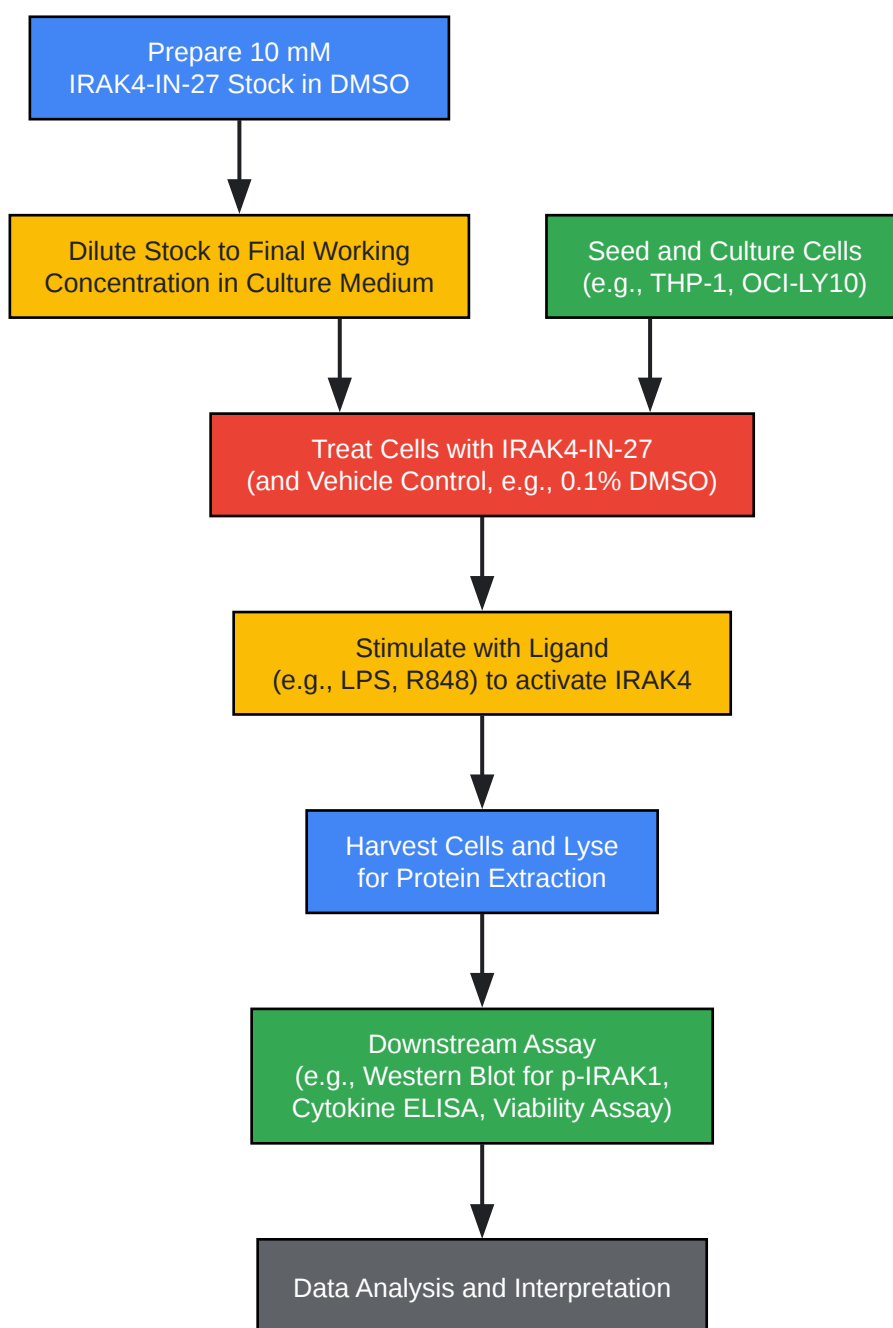 Prepare 10 mM
IRAK4-IN-27 Stock in DMSO
Dilute Stock to Final Working
Concentration in Culture Medium
Seed and Culture Cells
(e.g., THP-1, OCI-LY10)
Treat Cells with IRAK4-IN-27
(and Vehicle Control, e.g., 0.1% DMSO)
Stimulate with Ligand
(e.g., LPS, R848) to activate IRAK4
Harvest Cells and Lyse
for Protein Extraction
Downstream Assay
(e.g., Western Blot for p-IRAK1,
Cytokine ELISA, Viability Assay)
Data Analysis and Interpretation